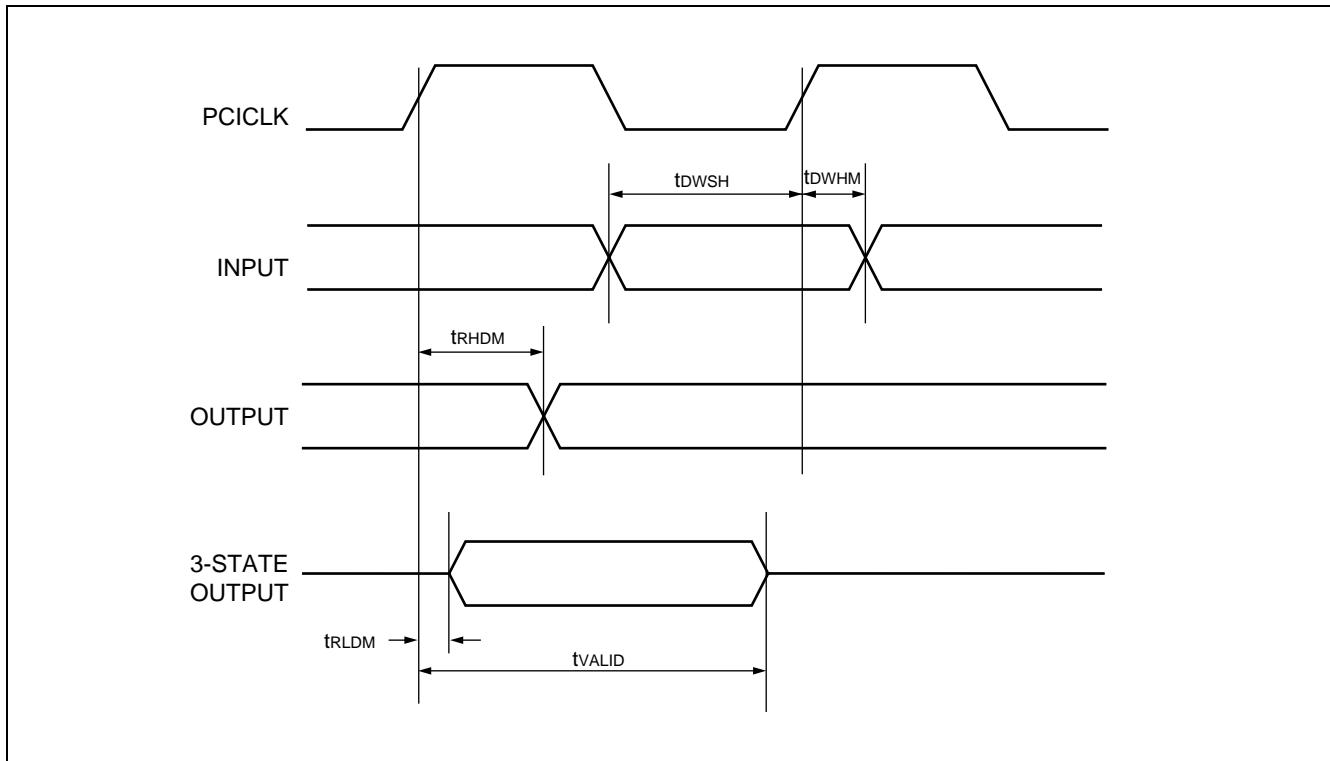 PCICLK
tDWSH
tDWHM
INPUT
tRHDM
OUTPUT
3-STATE
OUTPUT
tRLDM
tVALID